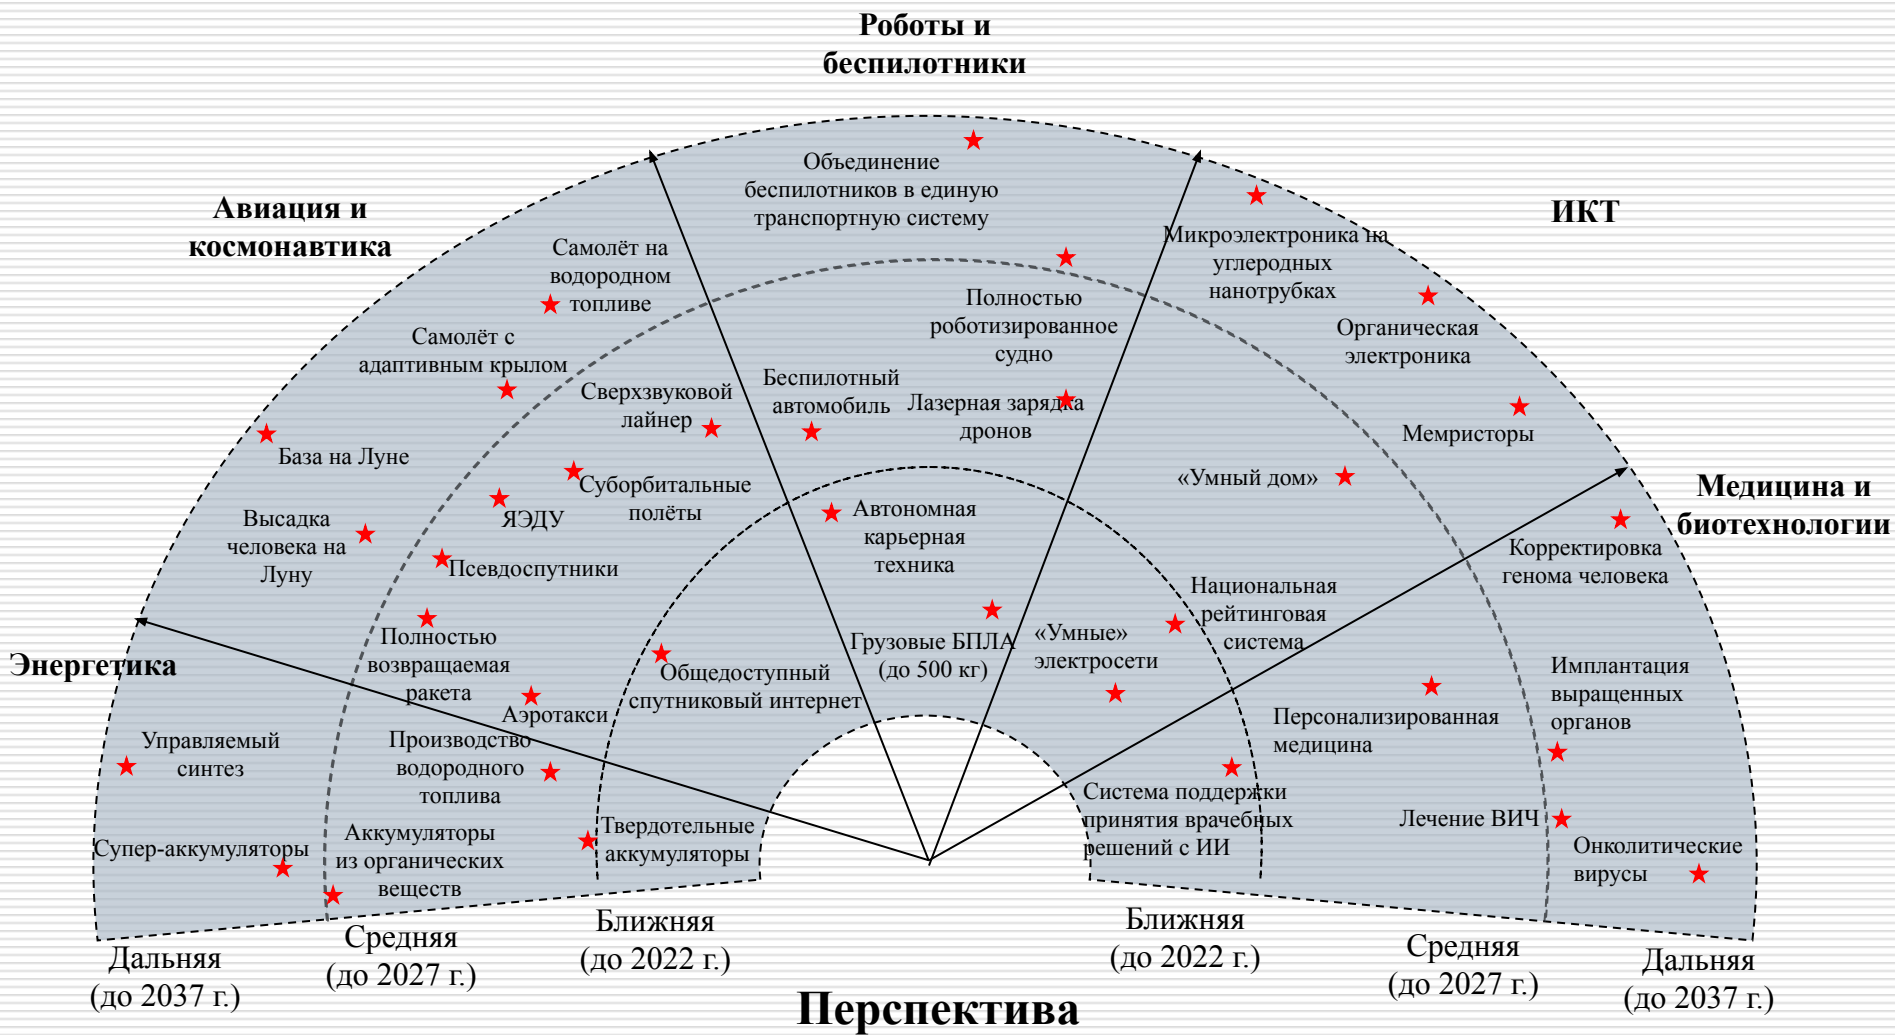 Роботы и
беспилотники
Авиация и
космонавтика
ИКТ
Медицина и
биотехнологии
Энергетика
Объединение
беспилотников в единую
транспортную систему
Полностью
роботизированное
судно
Беспилотный
автомобиль
Лазерная зарядка
дронов
Автономная
карьерная
техника
Грузовые БПЛА
(до 500 кг)
Самолёт на
водородном
топливе
Самолёт с
адаптивным крылом
Сверхзвуковой
лайнер
База на Луне
Суборбитальные
полёты
ЯЭДУ
Высадка
человека на
Луну
Псевдоспутники
Полностью
возвращаемая
ракета
Аэротакси
Общедоступный
спутниковый интернет
Микроэлектроника на
углеродных
нанотрубках
Органическая
электроника
Мемристоры
«Умный дом»
Национальная
рейтинговая
система
«Умные»
электросети
Корректировка
генома человека
Имплантация
выращенных
органов
Персонализированная
медицина
Система поддержки
принятия врачебных
решений с ИИ
Лечение ВИЧ
Онколитические
вирусы
Управляемый
синтез
Производство
водородного
топлива
Супер-аккумуляторы
Аккумуляторы
из органических
веществ
Твердотельные
аккумуляторы
Дальняя
(до 2037 г.)
Средняя
(до 2027 г.)
Ближняя
(до 2022 г.)
Ближняя
(до 2022 г.)
Средняя
(до 2027 г.)
Дальняя
(до 2037 г.)
Перспектива